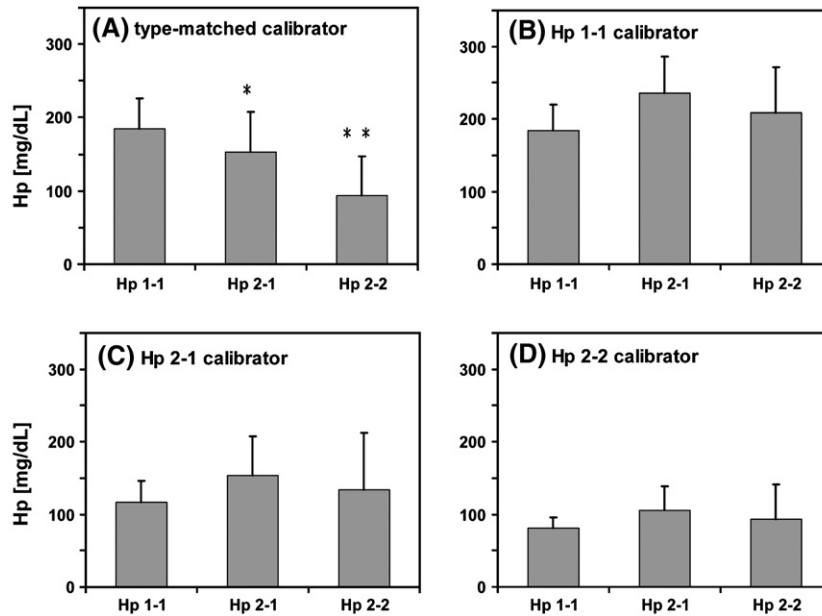 (A) type-matched calibrator
300
200
100
0
Hp [mg/dL]
*
* *
Hp 1-1 Hp 2-1 Hp 2-2
(B) Hp 1-1 calibrator
300
200
100
0
Hp 1-1 Hp 2-1 Hp 2-2
(C) Hp 2-1 calibrator
300
200
100
0
Hp [mg/dL]
Hp 1-1 Hp 2-1 Hp 2-2
(D) Hp 2-2 calibrator
300
200
100
0
Hp 1-1 Hp 2-1 Hp 2-2